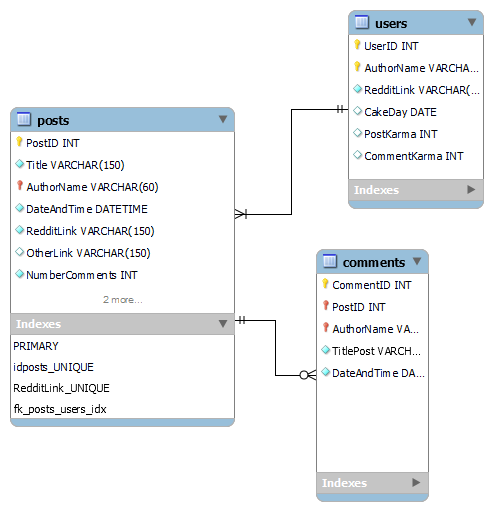 users
UserID INT
AuthorName VARCHA...
RedditLink VARCHAR(...
CakeDay DATE
PostKarma INT
CommentKarma INT
Indexes
posts
PostID INT
Title VARCHAR(150)
AuthorName VARCHAR(60)
DateAndTime DATETIME
RedditLink VARCHAR(150)
OtherLink VARCHAR(150)
NumberComments INT
2 more...
Indexes
PRIMARY
idposts_UNIQUE
RedditLink_UNIQUE
fk_posts_users_idx
comments
CommentID INT
PostID INT
AuthorName VA...
TitlePost VARCH...
DateAndTime DA...
Indexes